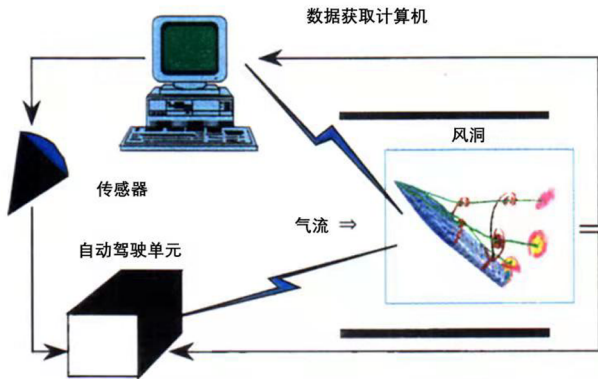 数据获取计算机
风洞
传感器
气流 ⇒
自动驾驶单元